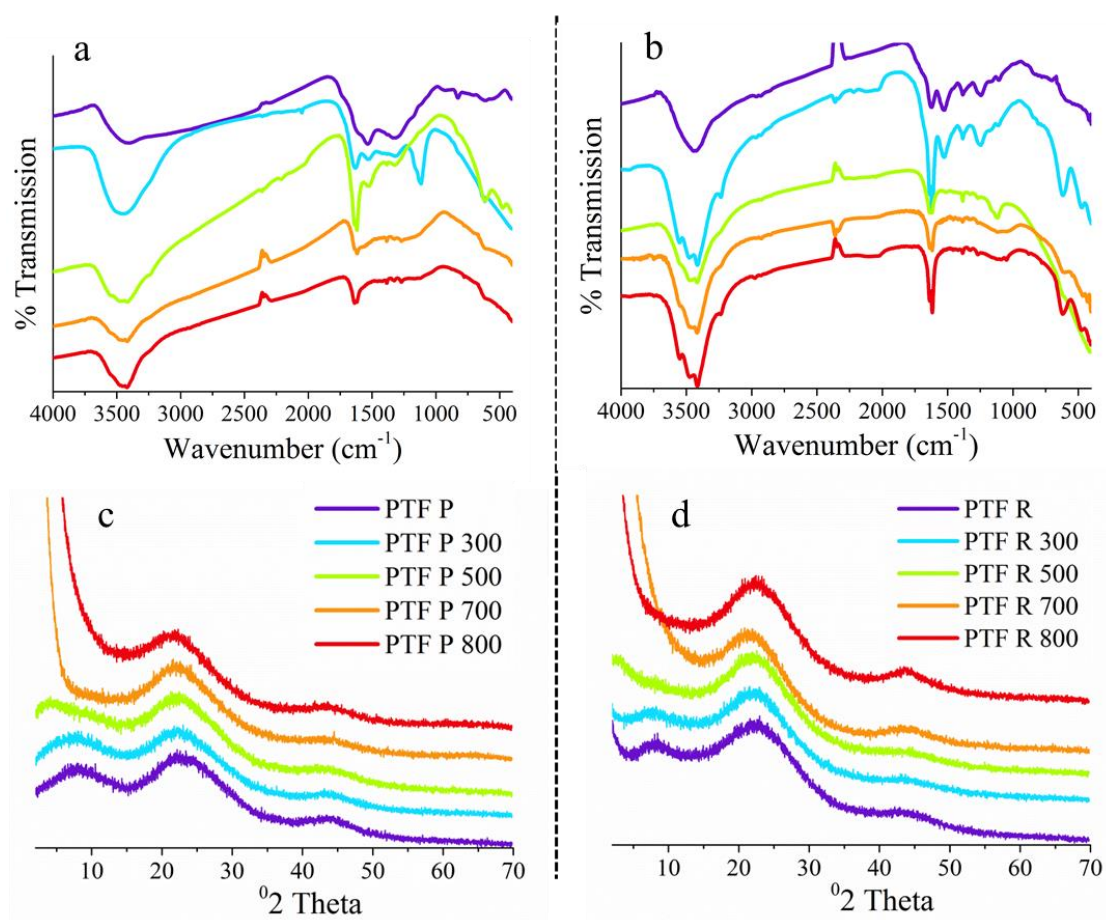 a
% Transmission
4000 3500 3000 2500 2000 1500 1000 500
Wavenumber (cm⁻¹)
b
% Transmission
4000 3500 3000 2500 2000 1500 1000 500
Wavenumber (cm⁻¹)
c
PTF P
PTF P 300
PTF P 500
PTF P 700
PTF P 800
10 20 30 40 50 60 70
⁰2 Theta
d
PTF R
PTF R 300
PTF R 500
PTF R 700
PTF R 800
10 20 30 40 50 60 70
⁰2 Theta